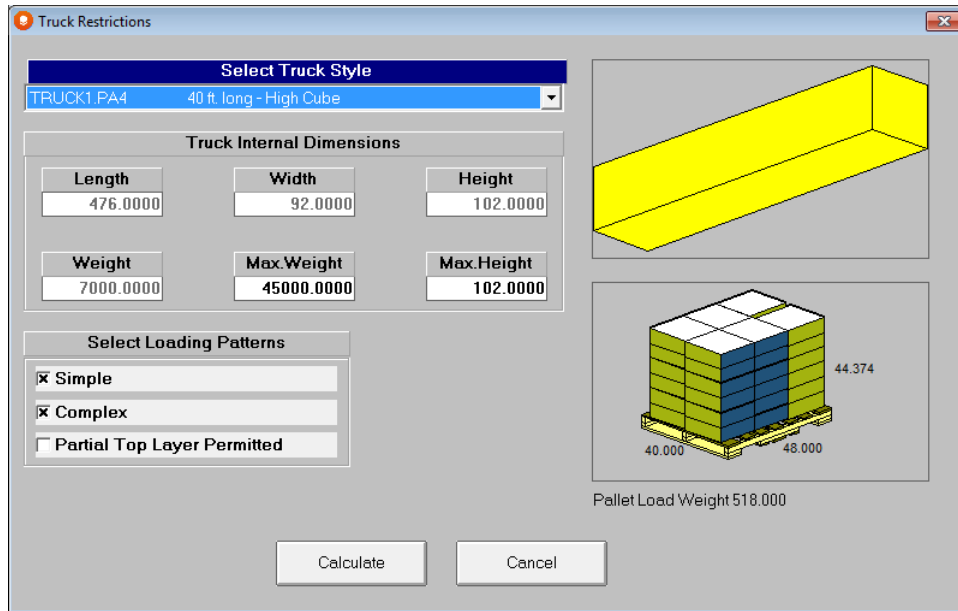 Truck Restrictions
Select Truck Style
TRUCK1.PA4 40 ft. long - High Cube
Truck Internal Dimensions
Length Width Height
476.0000 92.0000 102.0000
Weight Max.Weight Max.Height
7000.0000 45000.0000 102.0000
Select Loading Patterns
Simple
Complex
Partial Top Layer Permitted
44.374
40.000 48.000
Pallet Load Weight 518.000
Calculate Cancel